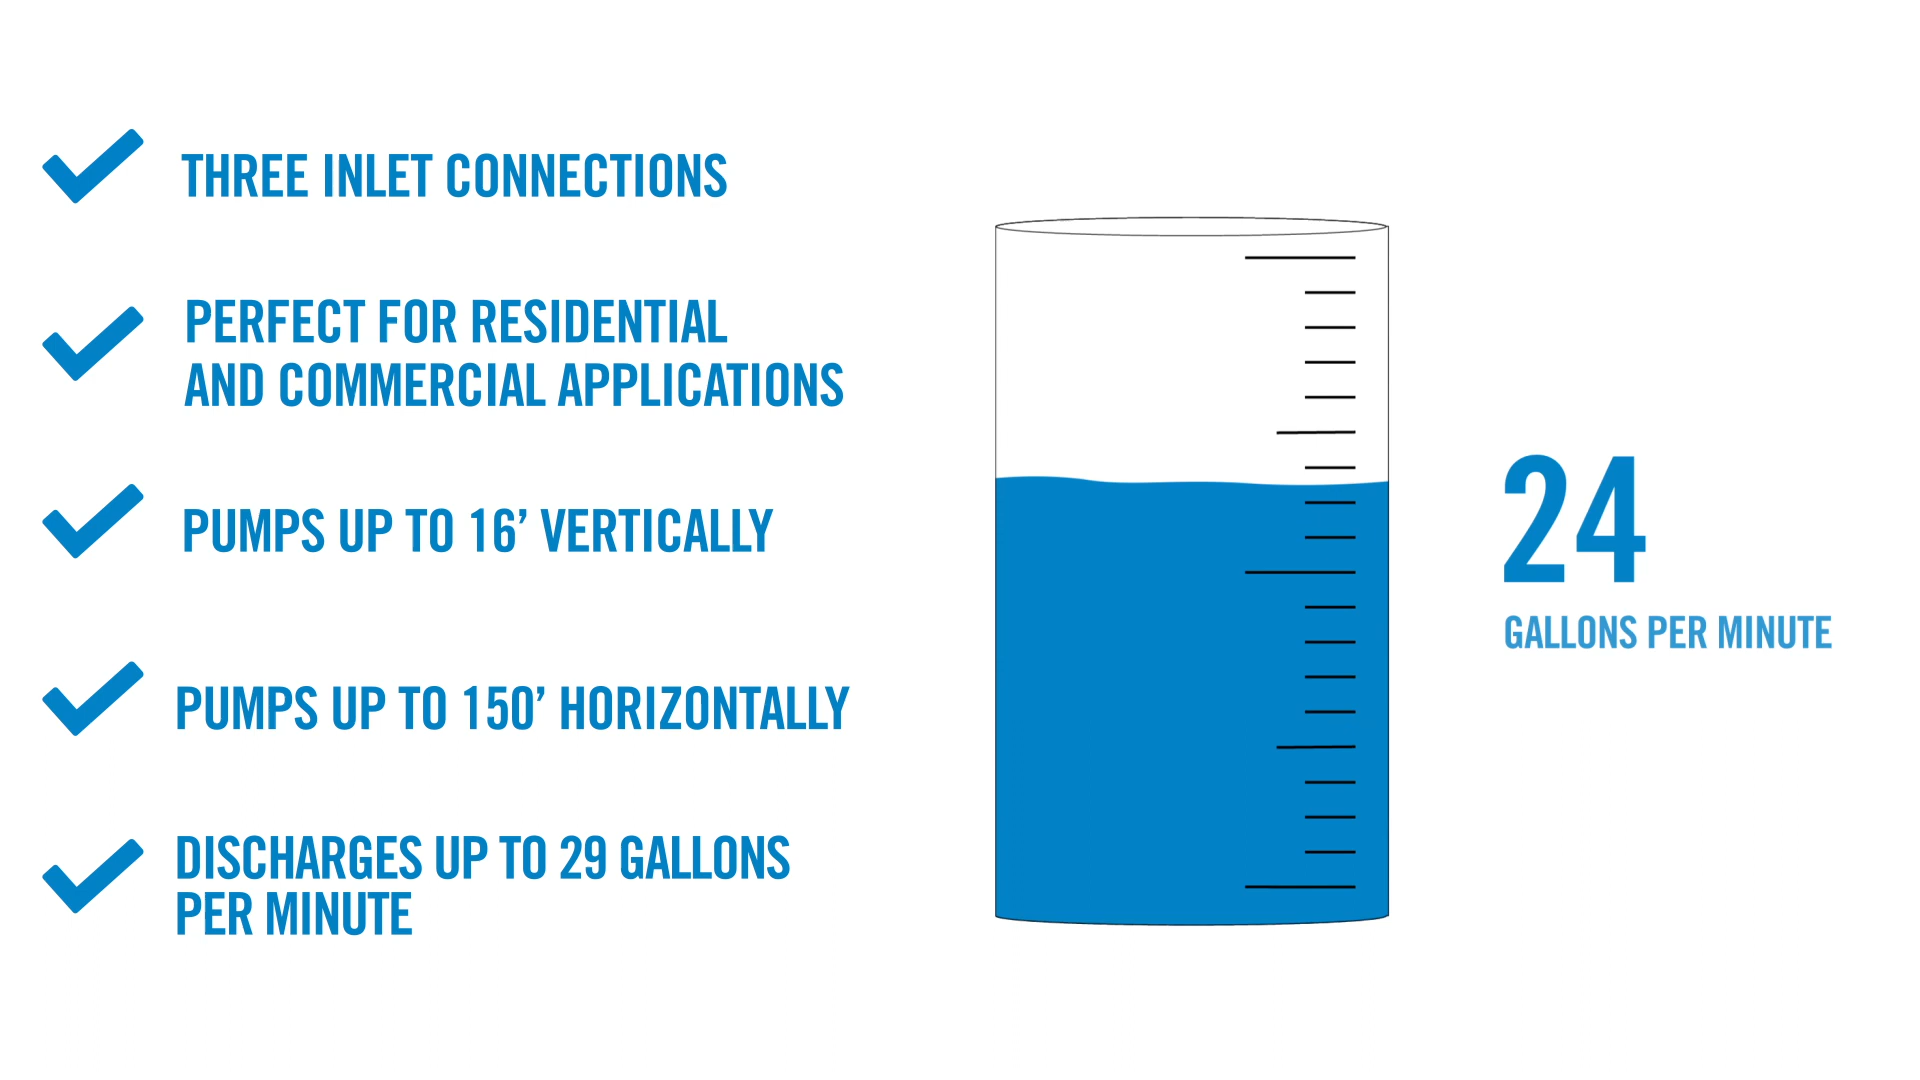 THREE INLET CONNECTIONS
PERFECT FOR RESIDENTIAL
AND COMMERCIAL APPLICATIONS
PUMPS UP TO 16’ VERTICALLY
PUMPS UP TO 150’ HORIZONTALLY
DISCHARGES UP TO 29 GALLONS
PER MINUTE
24
GALLONS PER MINUTE